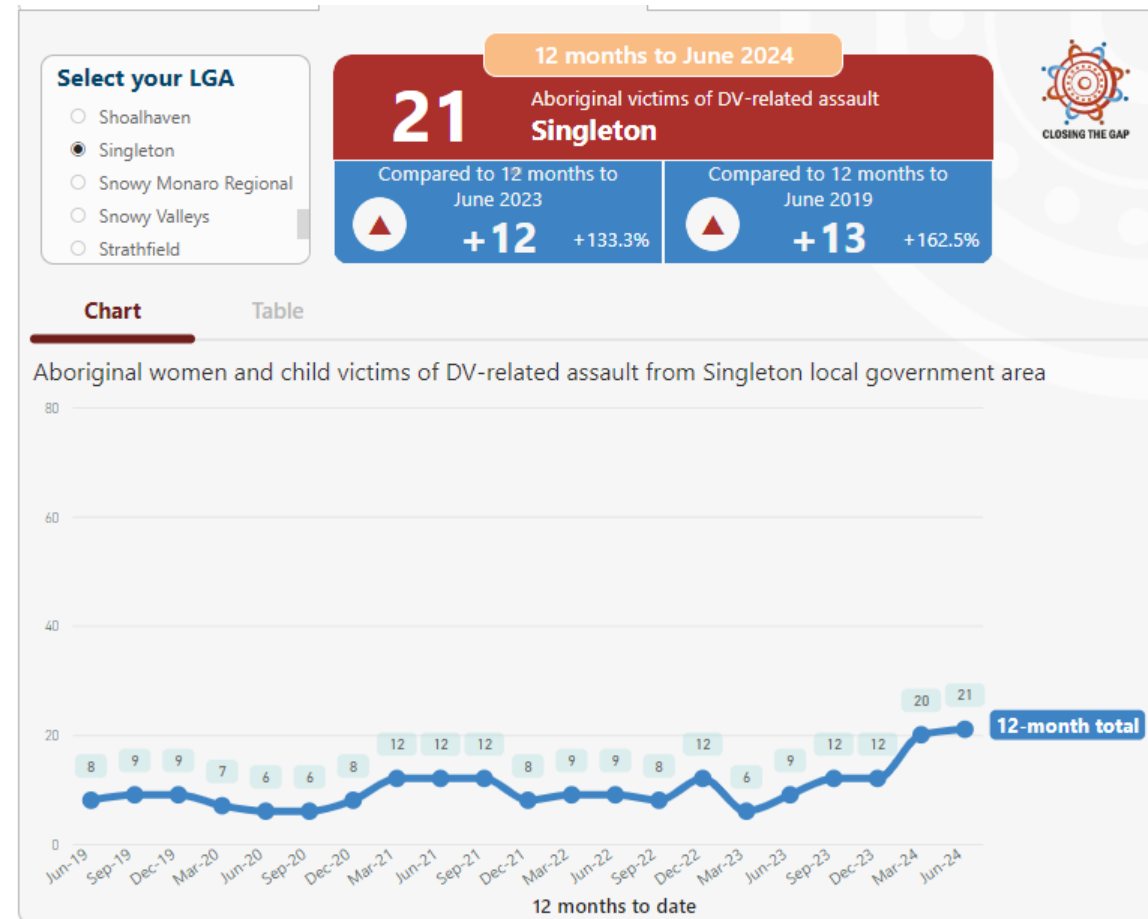 Select your LGA
Shoalhaven
Singleton
Snowy Monaro Regional
Snowy Valleys
Strathfield
12 months to June 2024
21
Aboriginal victims of DV-related assault
Singleton
Compared to 12 months to
June 2023
+12 +133.3%
Compared to 12 months to
June 2019
+13 +162.5%
CLOSING THE GAP
Chart Table
Aboriginal women and child victims of DV-related assault from Singleton local government area
80
60
40
20
0
8 9 9 7 6 6 8 12 12 12 8 9 9 8 12 6 9 12 12 20 21
12-month total
Jun-19 Sep-19 Dec-19 Mar-20 Jun-20 Sep-20 Dec-20 Mar-21 Jun-21 Sep-21 Dec-21 Mar-22 Jun-22 Sep-22 Dec-22 Mar-23 Jun-23 Sep-23 Dec-23 Mar-24 Jun-24
12 months to date